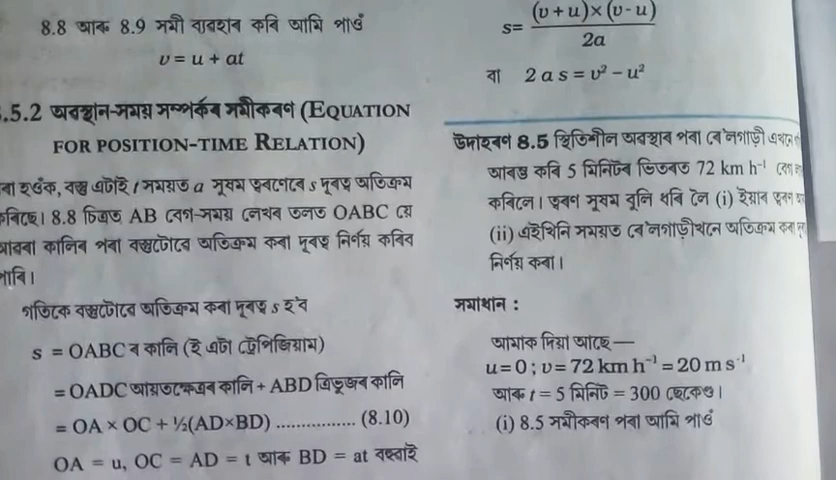 8.8 আৰু 8.9 সমী ব্যৱহাৰ কৰি আমি পাওঁ
υ = u + at
.5.2 অৱস্থান-সময় সম্পৰ্কৰ সমীকৰণ (EQUATION
FOR POSITION-TIME RELATION)
হওঁক, বস্তু এটাই t সময়ত a সুষম ত্বৰণেৰে s দূৰত্ব অতিক্ৰম
কৰিছে। 8.8 চিত্ৰত AB বেগ-সময় লেখৰ তলত OABC য়ে
আৱৰা কালিৰ পৰা বস্তুটোৱে অতিক্ৰম কৰা দূৰত্ব নিৰ্ণয় কৰিব
পাৰি।
গতিকে বস্তুটোৱে অতিক্ৰম কৰা দূৰত্ব s হ'ব
s = OABC ৰ কালি (ই এটা ট্ৰেপিজিয়াম)
= OADC আয়তক্ষেত্ৰৰ কালি + ABD ত্ৰিভূজৰ কালি
= OA × OC + ½(AD×BD) ................ (8.10)
OA = u, OC = AD = t আৰু BD = at বহুৱাই
s= (υ + u) × (υ - u)
2a
বা 2 a s = υ² − u²
উদাহৰণ 8.5 স্থিতিশীল অৱস্থাৰ পৰা ৰে'লগাড়ী এখনে
আৰম্ভ কৰি 5 মিনিটৰ ভিতৰত 72 km h⁻¹ বেগ
কৰিলে। ত্বৰণ সুষম বুলি ধৰি লৈ (i) ইয়াৰ ত্বৰণ
(ii) এইখিনি সময়ত ৰে'লগাড়ীখনে অতিক্ৰম কৰা
নিৰ্ণয় কৰা।
সমাধান :
আমাক দিয়া আছে —
u = 0 ; υ = 72 km h⁻¹ = 20 m s⁻¹
আৰু t = 5 মিনিট = 300 ছেকেণ্ড।
(i) 8.5 সমীকৰণ পৰা আমি পাওঁ